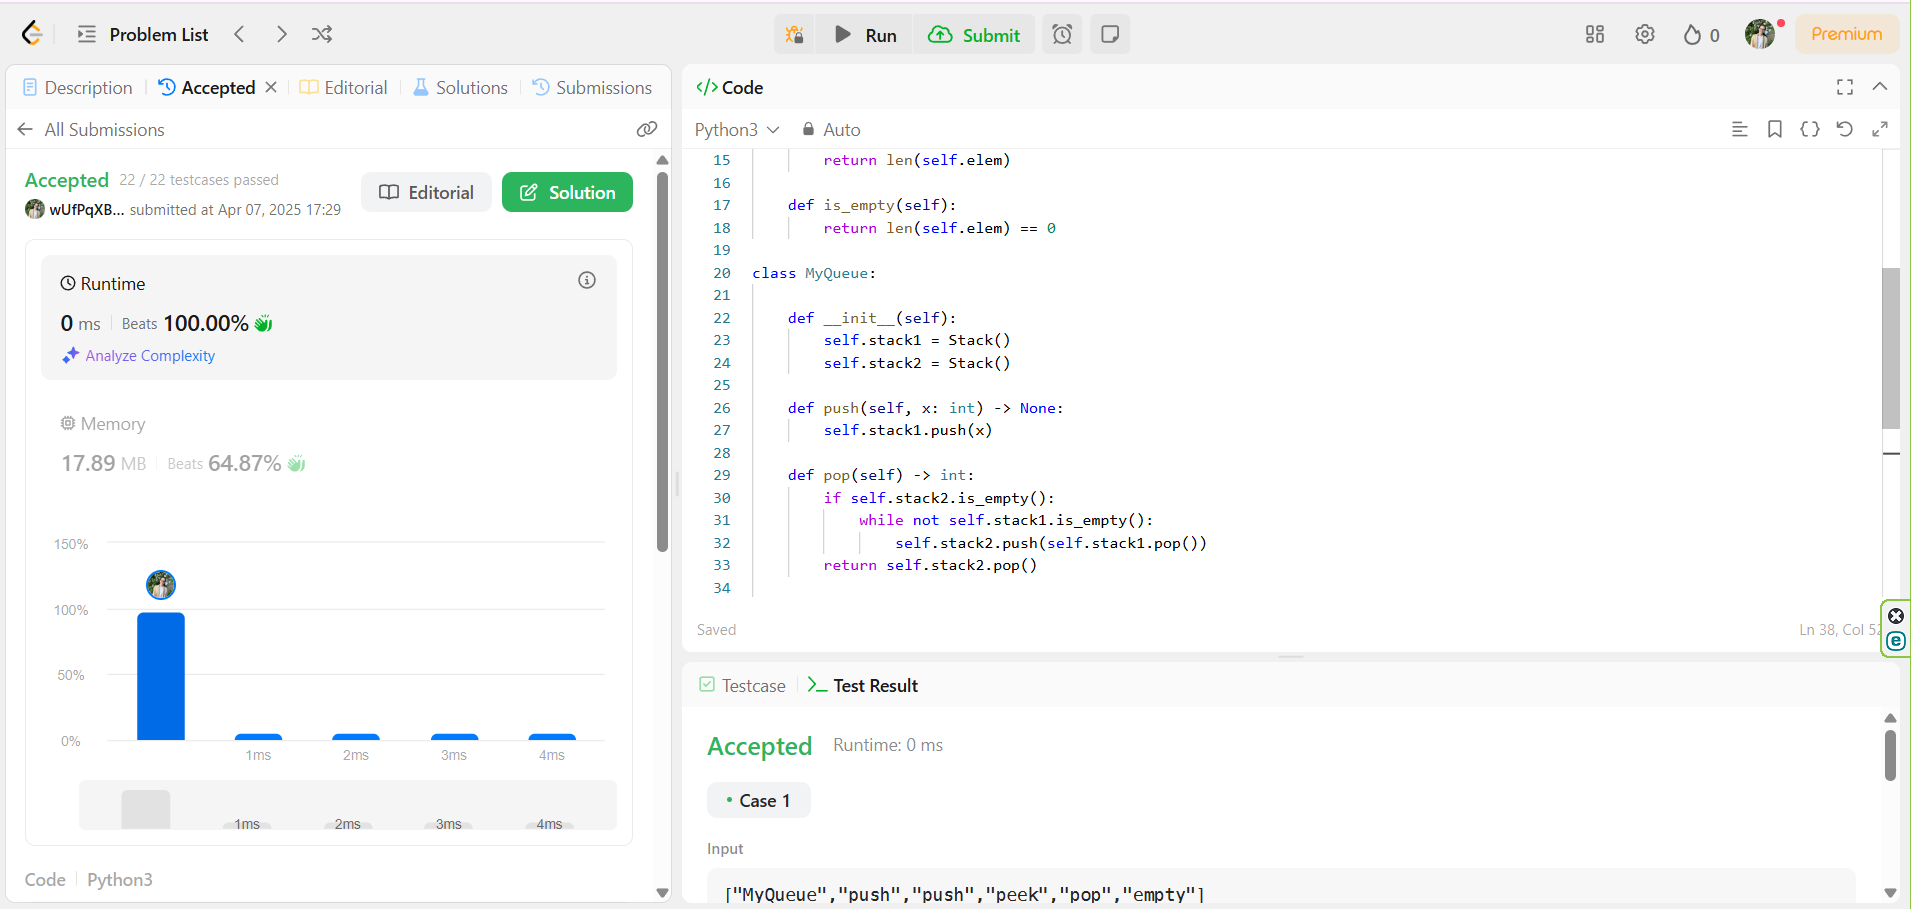 Problem List
Run
Submit
0
Premium
Description
Accepted
Editorial
Solutions
Submissions
All Submissions
Accepted 22 / 22 testcases passed
wUfPqXB... submitted at Apr 07, 2025 17:29
Editorial
Solution
Runtime
0 ms Beats 100.00%
Analyze Complexity
Memory
17.89 MB Beats 64.87%
150%
100%
50%
0%
1ms 2ms 3ms 4ms
1ms 2ms 3ms 4ms
Code Python3
</> Code
Python3 Auto
15 return len(self.elem)
16
17 def is_empty(self):
18 return len(self.elem) == 0
19
20 class MyQueue:
21
22 def __init__(self):
23 self.stack1 = Stack()
24 self.stack2 = Stack()
25
26 def push(self, x: int) -> None:
27 self.stack1.push(x)
28
29 def pop(self) -> int:
30 if self.stack2.is_empty():
31 while not self.stack1.is_empty():
32 self.stack2.push(self.stack1.pop())
33 return self.stack2.pop()
34
Saved
Ln 38, Col 52
Testcase
Test Result
Accepted Runtime: 0 ms
Case 1
Input
["MyQueue","push","push","peek","pop","empty"]